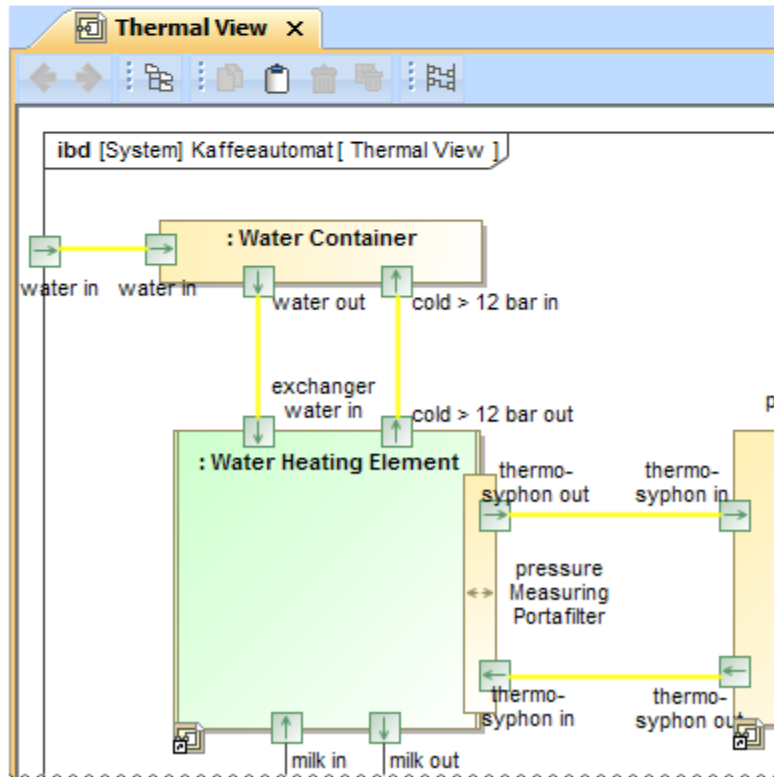 Thermal View
ibd [System] Kaffeeautomat[ Thermal View ]
: Water Container
water in
water in
water out
cold > 12 bar in
exchanger
water in
cold > 12 bar out
p
: Water Heating Element
thermo-
syphon out
thermo-
syphon in
pressure
Measuring
Portafilter
thermo-
syphon in
thermo-
syphon out
milk in
milk out